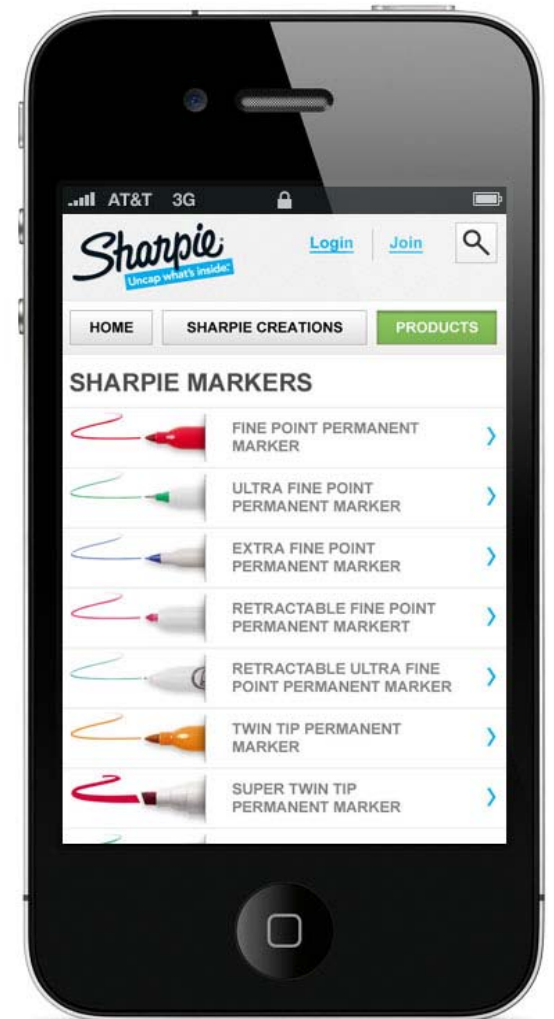 AT&T 3G
Sharpie
Uncap what's inside.
Login Join
HOME SHARPIE CREATIONS PRODUCTS
SHARPIE MARKERS
FINE POINT PERMANENT
MARKER
ULTRA FINE POINT
PERMANENT MARKER
EXTRA FINE POINT
PERMANENT MARKER
RETRACTABLE FINE POINT
PERMANENT MARKERT
RETRACTABLE ULTRA FINE
POINT PERMANENT MARKER
TWIN TIP PERMANENT
MARKER
SUPER TWIN TIP
PERMANENT MARKER